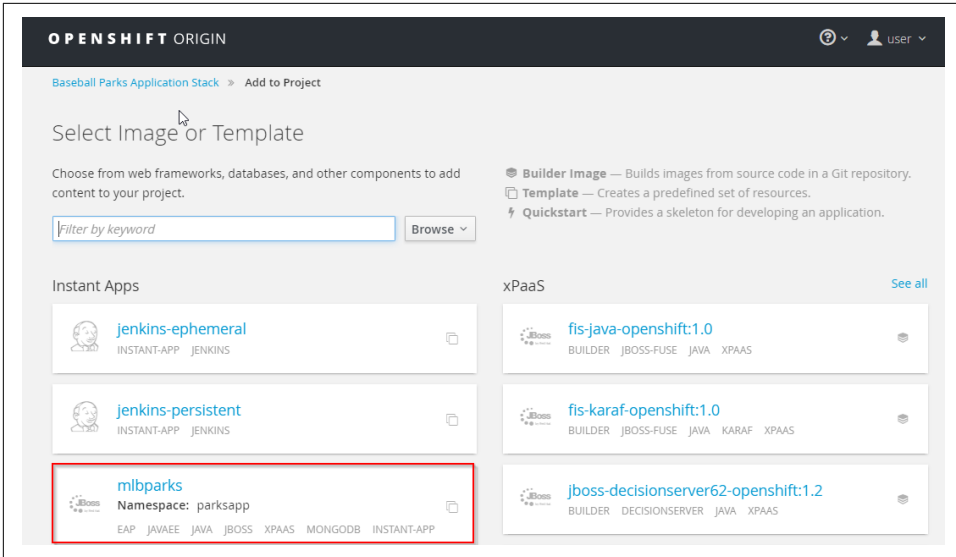 OPENSHIFT ORIGIN
user
Baseball Parks Application Stack » Add to Project
Select Image or Template
Choose from web frameworks, databases, and other components to add
content to your project.
Filter by keyword
Browse
Builder Image — Builds images from source code in a Git repository.
Template — Creates a predefined set of resources.
Quickstart — Provides a skeleton for developing an application.
Instant Apps
jenkins-ephemeral
INSTANT-APP JENKINS
jenkins-persistent
INSTANT-APP JENKINS
JBoss
mlbparks
Namespace: parksapp
EAP JAVAEE JAVA JBOSS XPAAS MONGODB INSTANT-APP
xPaaS
See all
JBoss
fis-java-openshift:1.0
BUILDER JBOSS-FUSE JAVA XPAAS
JBoss
fis-karaf-openshift:1.0
BUILDER JBOSS-FUSE JAVA KARAF XPAAS
JBoss
jboss-decisionserver62-openshift:1.2
BUILDER DECISIONSERVER JAVA XPAAS